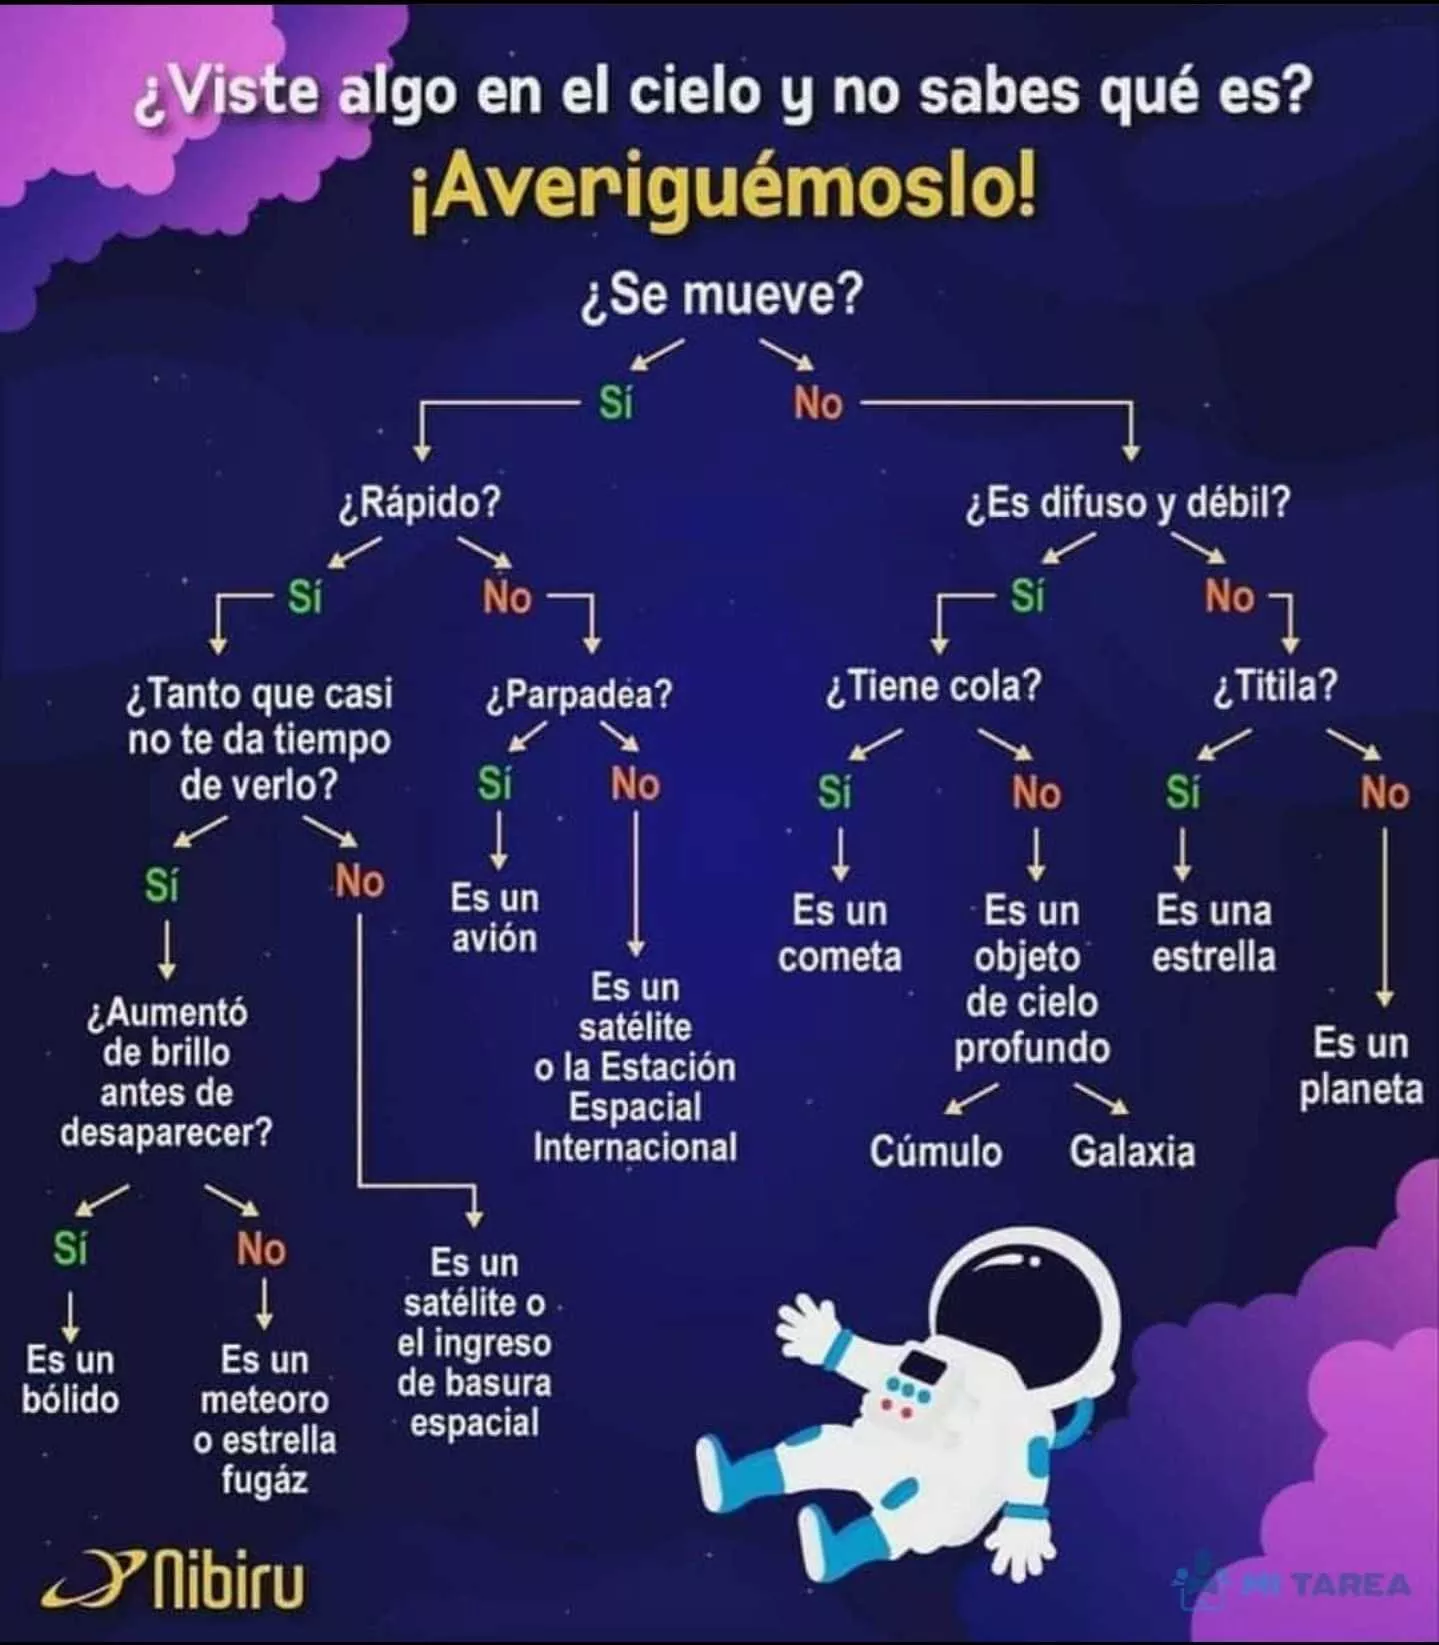 ¿Viste algo en el cielo y no sabes qué es?
¡Averiguémoslo!
¿Se mueve?
Sí
No
¿Rápido?
¿Es difuso y débil?
Sí
No
Sí
No
¿Tanto que casi
no te da tiempo
de verlo?
¿Parpadea?
¿Tiene cola?
¿Titila?
Sí
No
Sí
No
Sí
No
Sí
No
Es un
avión
Es un
cometa
Es un
objeto
de cielo
profundo
Es una
estrella
¿Aumentó
de brillo
antes de
desaparecer?
Es un
satélite
o la Estación
Espacial
Internacional
Es un
planeta
Cúmulo
Galaxia
Sí
No
Es un
bólido
Es un
meteoro
o estrella
fugáz
Es un
satélite o
el ingreso
de basura
espacial
Nibiru
MI TAREA